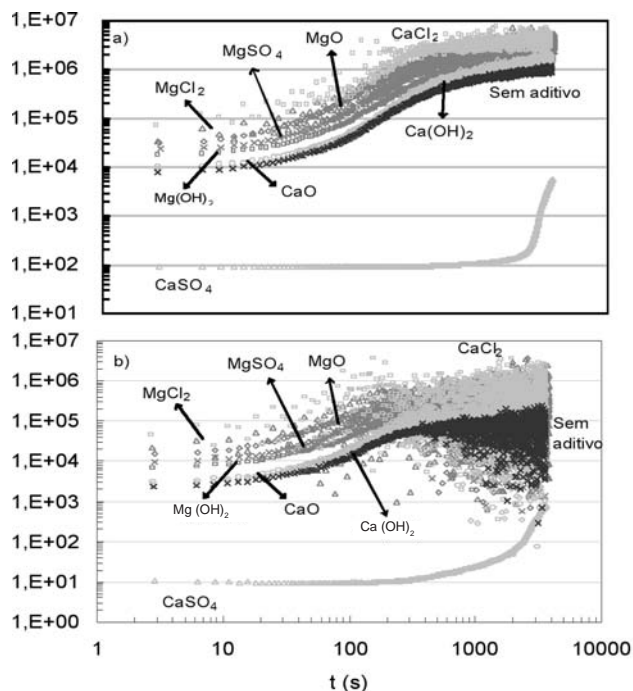 a)
1,E+07
1,E+06
1,E+05
1,E+04
1,E+03
1,E+02
1,E+01
MgCl₂
MgSO₄
MgO
CaCl₂
Sem aditivo
Ca(OH)₂
Mg(OH)₂
CaO
CaSO₄
b)
1,E+07
1,E+06
1,E+05
1,E+04
1,E+03
1,E+02
1,E+01
1,E+00
MgCl₂
MgSO₄
MgO
CaCl₂
Sem
aditivo
Mg (OH)₂
CaO
Ca (OH)₂
CaSO₄
1
10
100
1000
10000
t (s)